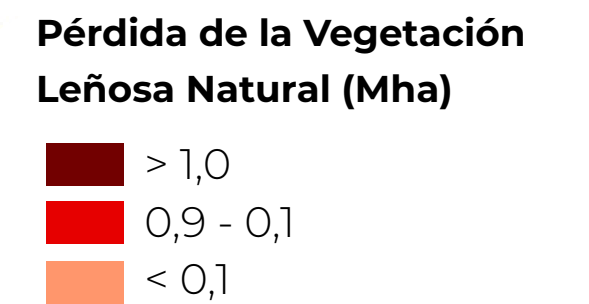 Pérdida de la Vegetación
Leñosa Natural (Mha)
> 1,0
0,9 - 0,1
< 0,1